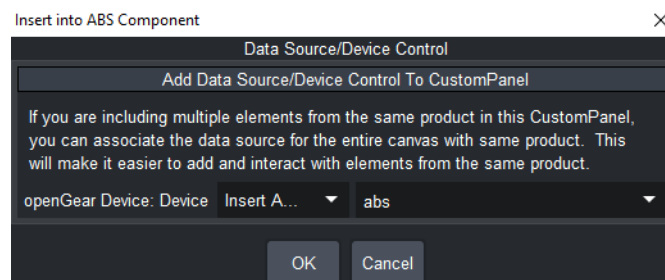 Insert into ABS Component
Data Source/Device Control
Add Data Source/Device Control To CustomPanel
If you are including multiple elements from the same product in this CustomPanel,
you can associate the data source for the entire canvas with same product. This
will make it easier to add and interact with elements from the same product.
openGear Device: Device Insert A... abs
OK Cancel